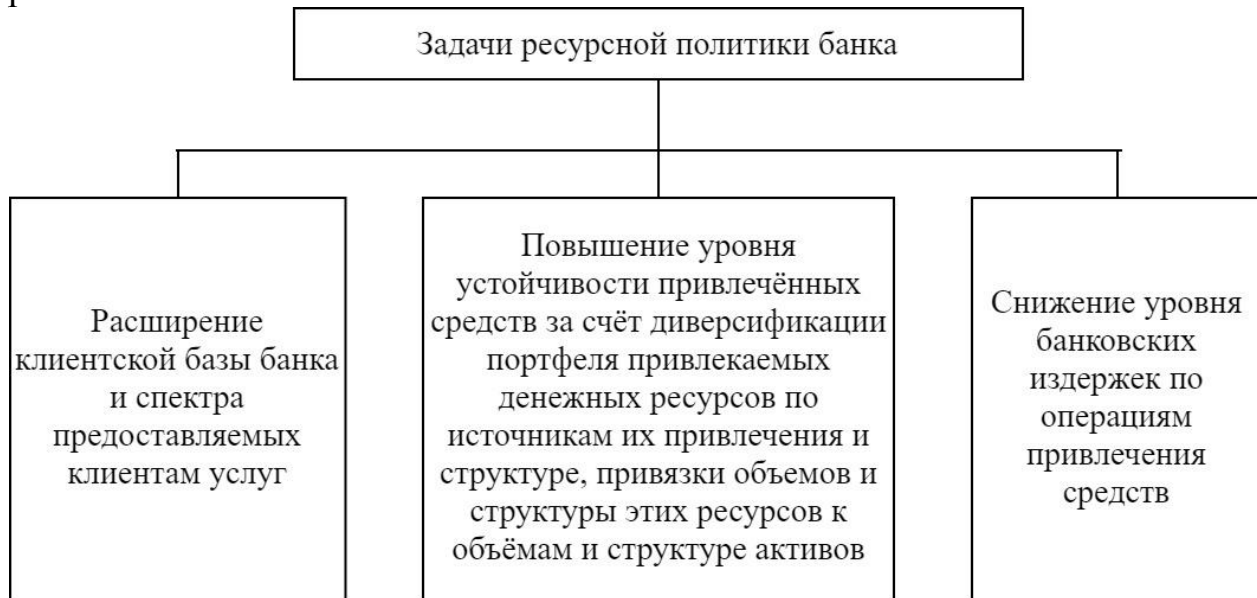 Задачи ресурсной политики банка
Расширение
клиентской базы банка
и спектра
предоставляемых
клиентам услуг
Повышение уровня
устойчивости привлечённых
средств за счёт диверсификации
портфеля привлекаемых
денежных ресурсов по
источникам их привлечения и
структуре, привязки объемов и
структуры этих ресурсов к
объёмам и структуре активов
Снижение уровня
банковских
издержек по
операциям
привлечения
средств